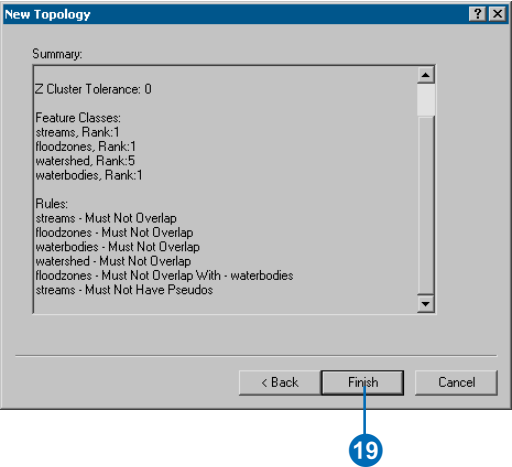 New Topology
Summary:
Z Cluster Tolerance: 0
Feature Classes:
streams, Rank:1
floodzones, Rank:1
watershed, Rank:5
waterbodies, Rank:1
Rules:
streams - Must Not Overlap
floodzones - Must Not Overlap
waterbodies - Must Not Overlap
watershed - Must Not Overlap
floodzones - Must Not Overlap With - waterbodies
streams - Must Not Have Pseudos
< Back Finish Cancel
19